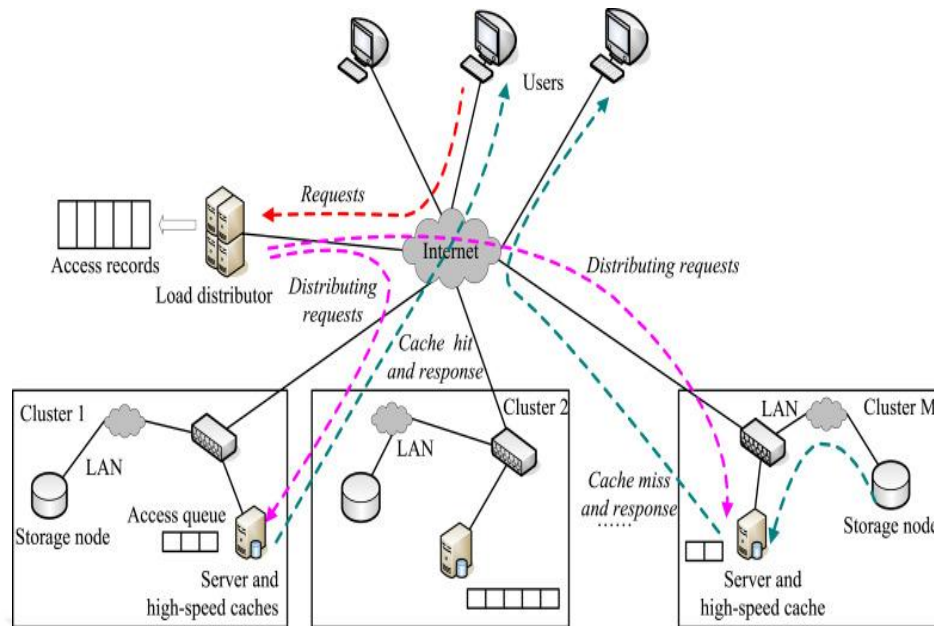 Users
Requests
Internet
Access records
Load distributor
Distributing
requests
Distributing requests
Cache hit
and response
Cluster 1
LAN
Storage node
Access queue
Server and
high-speed caches
Cluster 2
LAN
LAN
Cluster M
Cache miss
and response
......
Storage node
Server and
high-speed cache